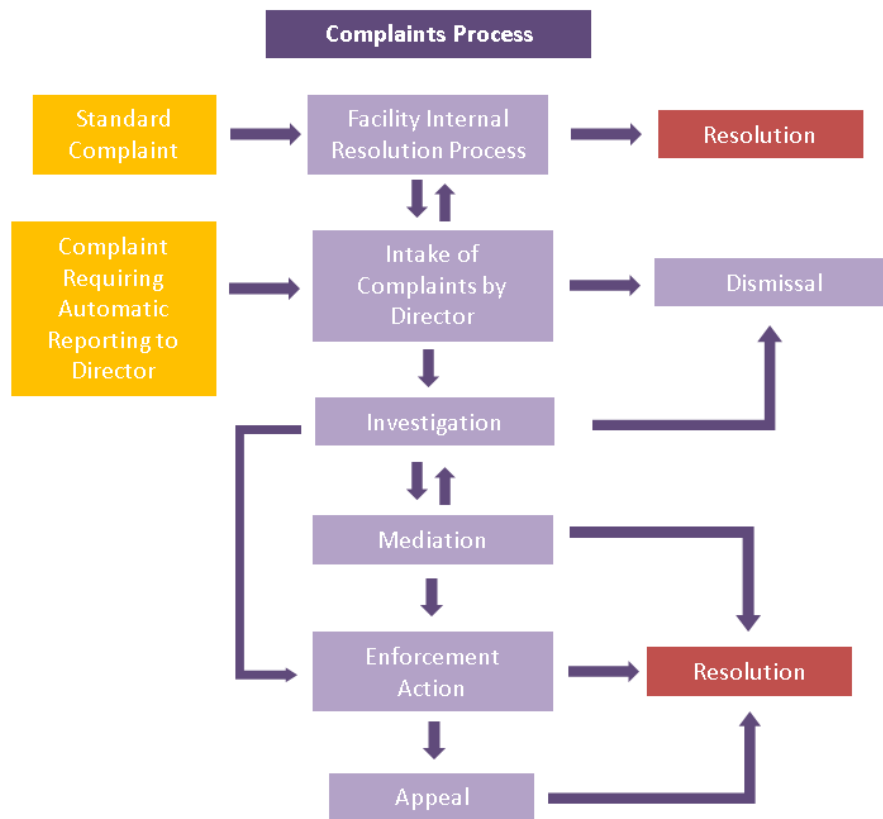 Complaints Process
Standard
Complaint
Facility Internal
Resolution Process
Resolution
Complaint
Requiring
Automatic
Reporting to
Director
Intake of
Complaints by
Director
Dismissal
Investigation
Mediation
Enforcement
Action
Resolution
Appeal